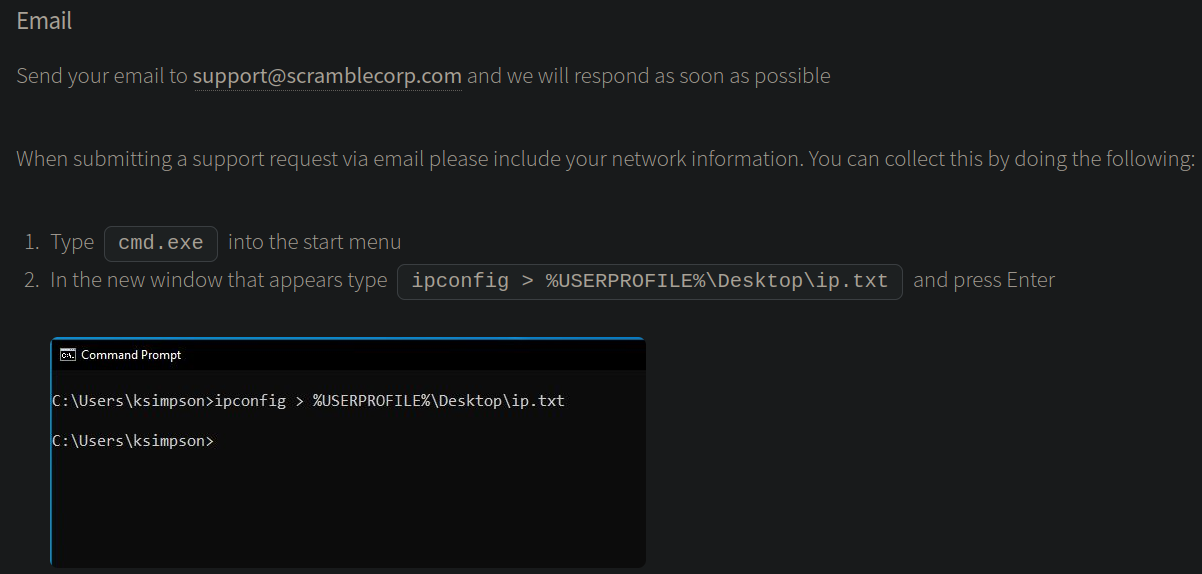 Email
Send your email to support@scramblecorp.com and we will respond as soon as possible
When submitting a support request via email please include your network information. You can collect this by doing the following:
1. Type cmd.exe into the start menu
2. In the new window that appears type ipconfig > %USERPROFILE%\Desktop\ip.txt and press Enter
C:\. Command Prompt
C:\Users\ksimpson>ipconfig > %USERPROFILE%\Desktop\ip.txt
C:\Users\ksimpson>